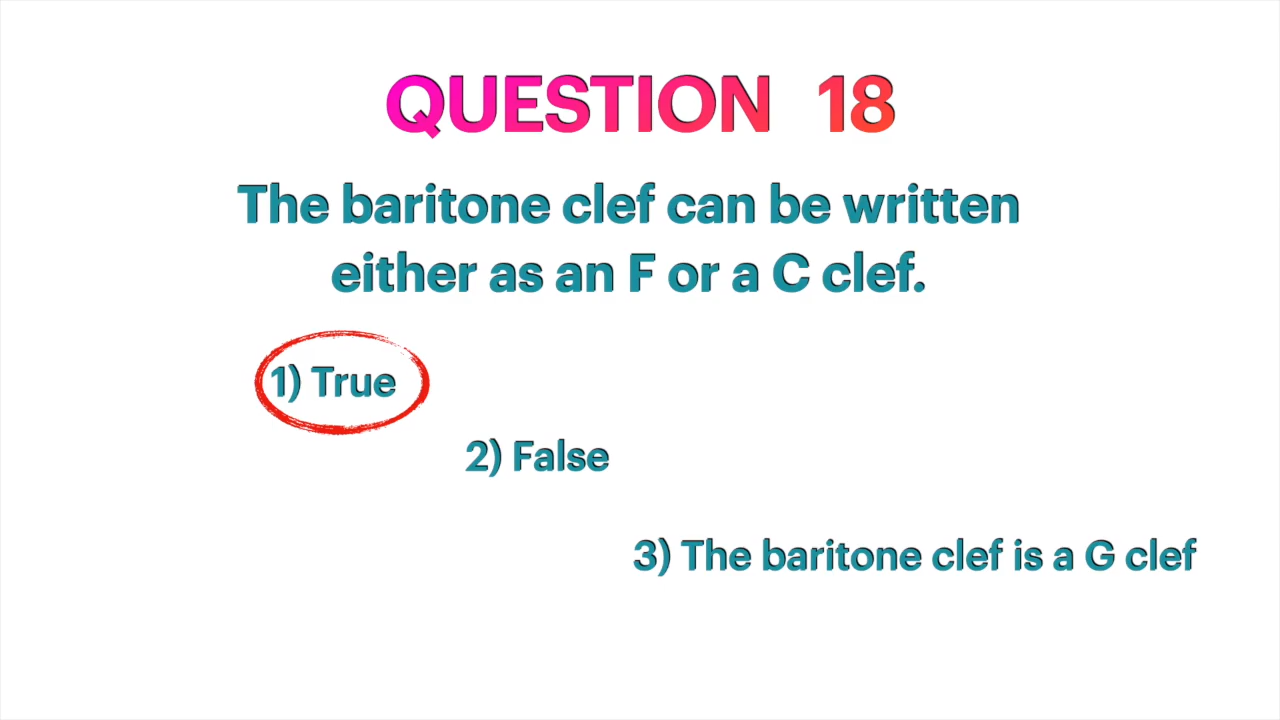 QUESTION 18
The baritone clef can be written
either as an F or a C clef.
1) True
2) False
3) The baritone clef is a G clef